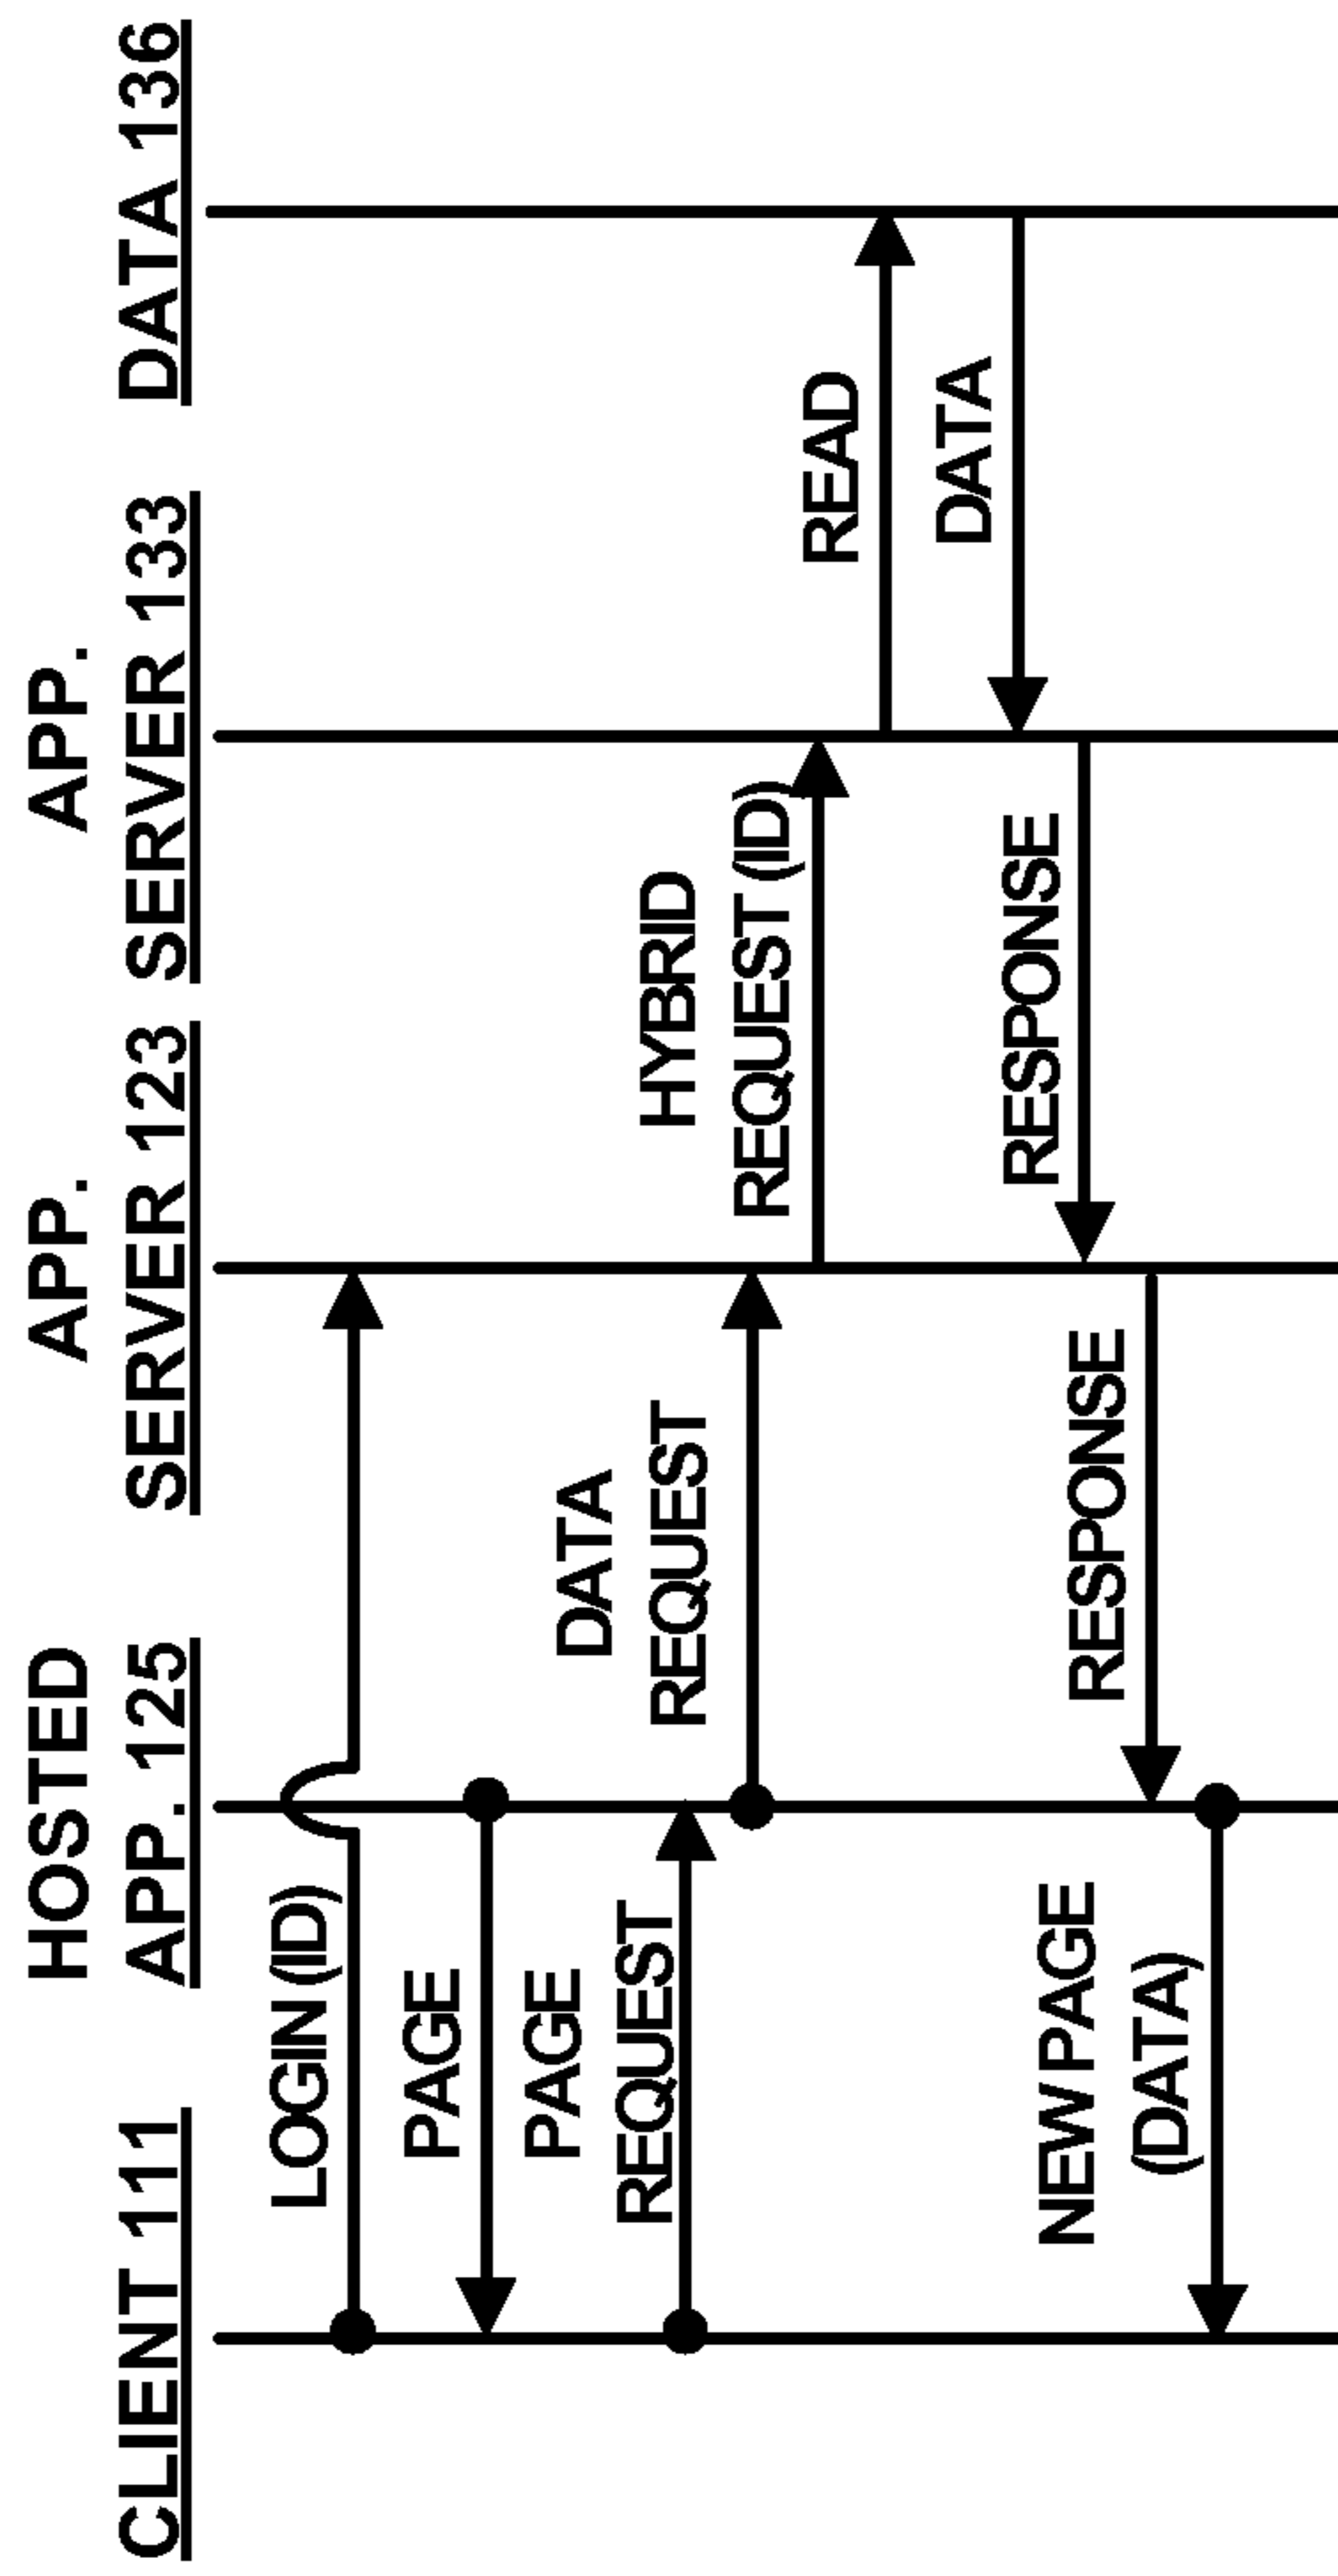 CLIENT 111
HOSTED
APP. 125
APP.
SERVER 123
APP.
SERVER 133
DATA 136
LOGIN (ID)
PAGE
PAGE
REQUEST
DATA
REQUEST
HYBRID
REQUEST (ID)
READ
DATA
RESPONSE
RESPONSE
NEW PAGE
(DATA)